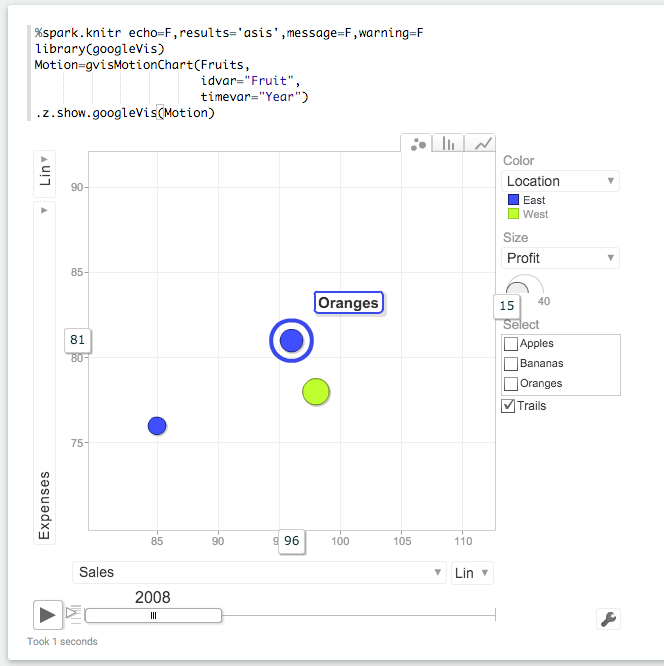 %spark.knitr echo=F,results='asis',message=F,warning=F
library(googleVis)
Motion=gvisMotionChart(Fruits,
idvar="Fruit",
timevar="Year")
.z.show.googleVis(Motion)
Lin
Expenses
90
85
81
80
75
Oranges
85
90
9
96
100
105
110
Sales
Lin
2008
Took 1 seconds
Color
Location
East
West
Size
Profit
15
40
Select
Apples
Bananas
Oranges
Trails